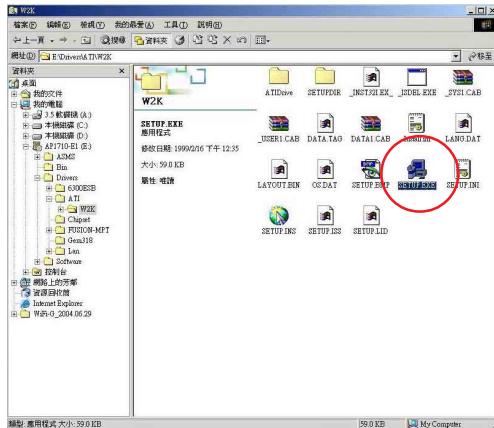 W2K
檔案(F) 編輯(E) 檢視(V) 我的最愛(A) 工具(T) 說明(H)
上一頁 搜尋 資料夾
網址(D) E:\Drivers\ATI\W2K 移至
資料夾
桌面
我的文件
我的電腦
3.5 軟碟機 (A:)
本機磁碟 (C:)
本機磁碟 (D:)
AP1710-E1 (E:)
ASMS
Bin
Drivers
6300ESB
ATI
W2K
Chipset
FUSION-MPT
Gem318
Lan
Software
控制台
網路上的芳鄰
資源回收筒
Internet Explorer
WiFi-G_2004.06.29
W2K
SETUP.EXE
應用程式
修改日期: 1999/2/16 下午 12:35
大小: 59.0 KB
屬性: 唯讀
ATIDrive SETUPDIR _INST32I.EX_ _ISDEL.EXE _SYS1.CAB
_USER1.CAB DATA.TAG DATA1.CAB LANG.DAT
LAYOUT.BIN OS.DAT SETUP.BMP SETUP.EXE SETUP.INI
SETUP.INS SETUP.ISS SETUP.LID
類型: 應用程式 大小: 59.0 KB 59.0 KB My Computer